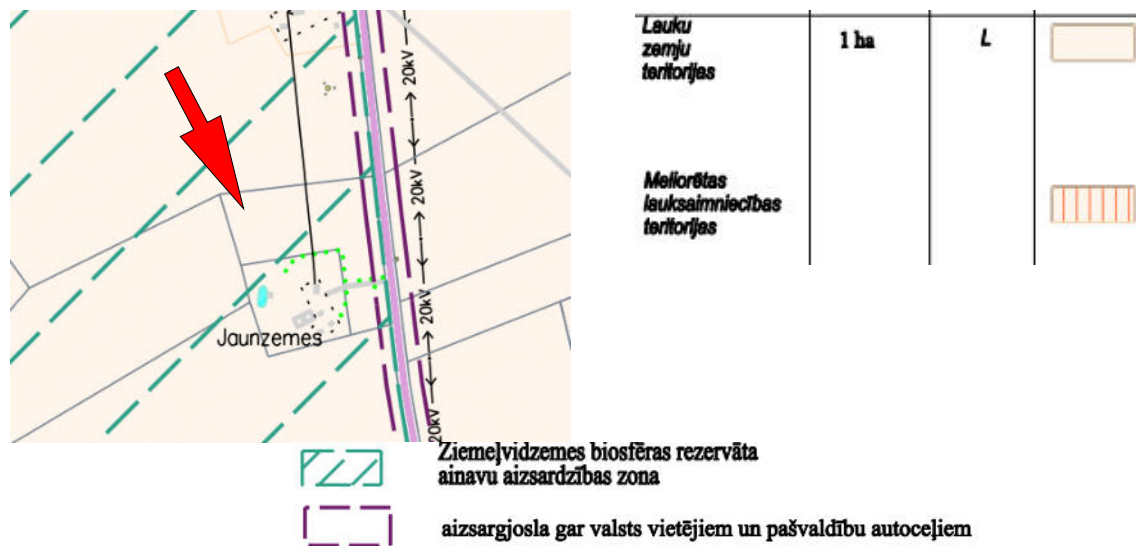 20kV
20kV
20kV
20kV
20kV
Jaunzemes
Lauku
zemju
teritorijas
1 ha
L
Meliorētas
lauksaimniecības
teritorijas
Ziemeļvidzemes biosfēras rezervāta
ainavu aizsardzības zona
aizsargjosla gar valsts vietējiem un pašvaldību autoceļiem